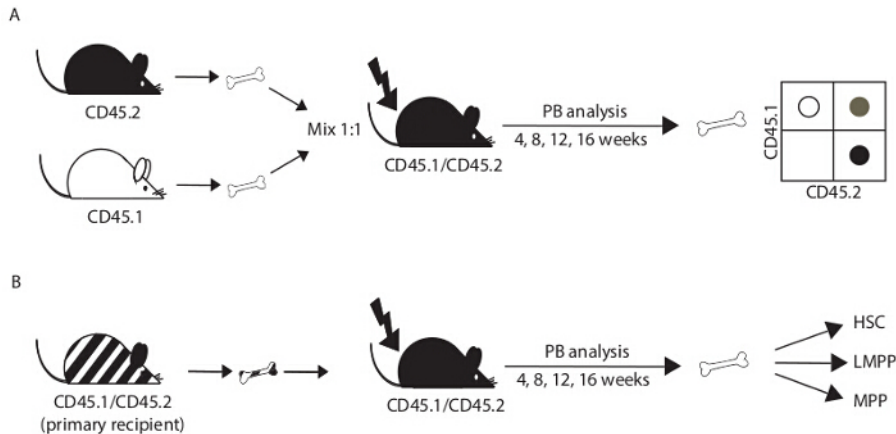 A
CD45.2
CD45.1
Mix 1:1
CD45.1/CD45.2
PB analysis
4, 8, 12, 16 weeks
CD45.1
CD45.2
B
CD45.1/CD45.2
(primary recipient)
CD45.1/CD45.2
PB analysis
4, 8, 12, 16 weeks
HSC
LMPP
MPP